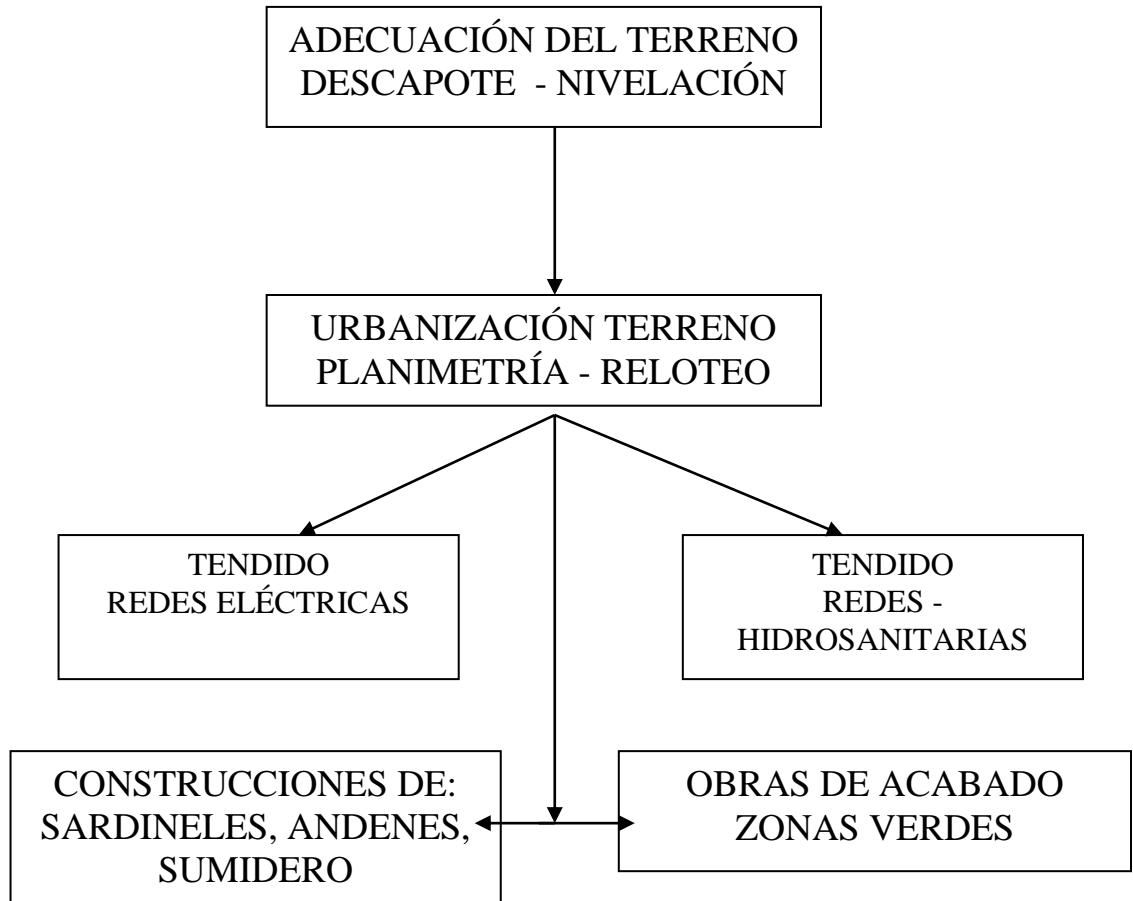 ADECUACIÓN DEL TERRENO
DESCAPOTE - NIVELACIÓN
URBANIZACIÓN TERRENO
PLANIMETRÍA - RELOTEO
TENDIDO
REDES ELÉCTRICAS
TENDIDO
REDES -
HIDROSANITARIAS
CONSTRUCCIONES DE:
SARDINELES, ANDENES,
SUMIDERO
OBRAS DE ACABADO
ZONAS VERDES